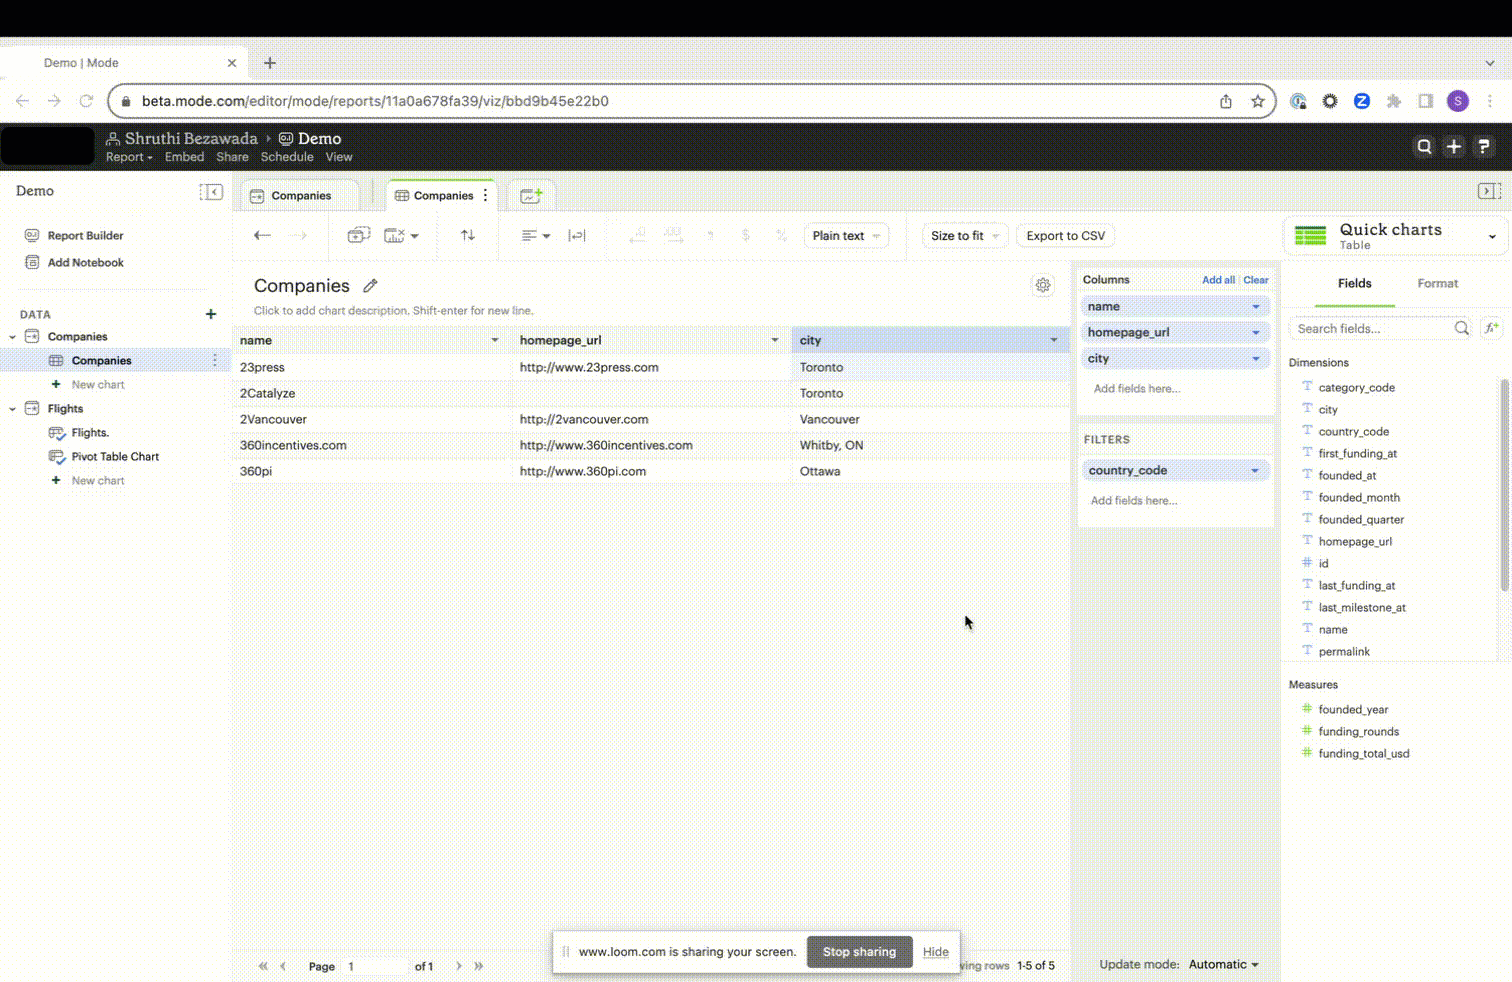 Demo | Mode
beta.mode.com/editor/mode/reports/11a0a678fa39/viz/bbd9b45e22b0
S
Shruthi Bezawada › Demo
Report Embed Share Schedule View
?
Demo
Report Builder
Add Notebook
DATA
Companies
Companies
New chart
Flights
Flights.
Pivot Table Chart
New chart
Companies
Companies
Plain text
Size to fit
Export to CSV
Companies
Click to add chart description. Shift-enter for new line.
name homepage_url city
23press http://www.23press.com Toronto
2Catalyze Toronto
2Vancouver http://2vancouver.com Vancouver
360incentives.com http://www.360incentives.com Whitby, ON
360pi http://www.360pi.com Ottawa
Page 1 of 1
www.loom.com is sharing your screen. Stop sharing Hide
rows 1-5 of 5
Columns Add all Clear
name
homepage_url
city
Add fields here...
FILTERS
country_code
Add fields here...
Update mode: Automatic
Quick charts
Table
Fields Format
Search fields...
Dimensions
category_code
city
country_code
first_funding_at
founded_at
founded_month
founded_quarter
homepage_url
id
last_funding_at
last_milestone_at
name
permalink
Measures
founded_year
funding_rounds
funding_total_usd